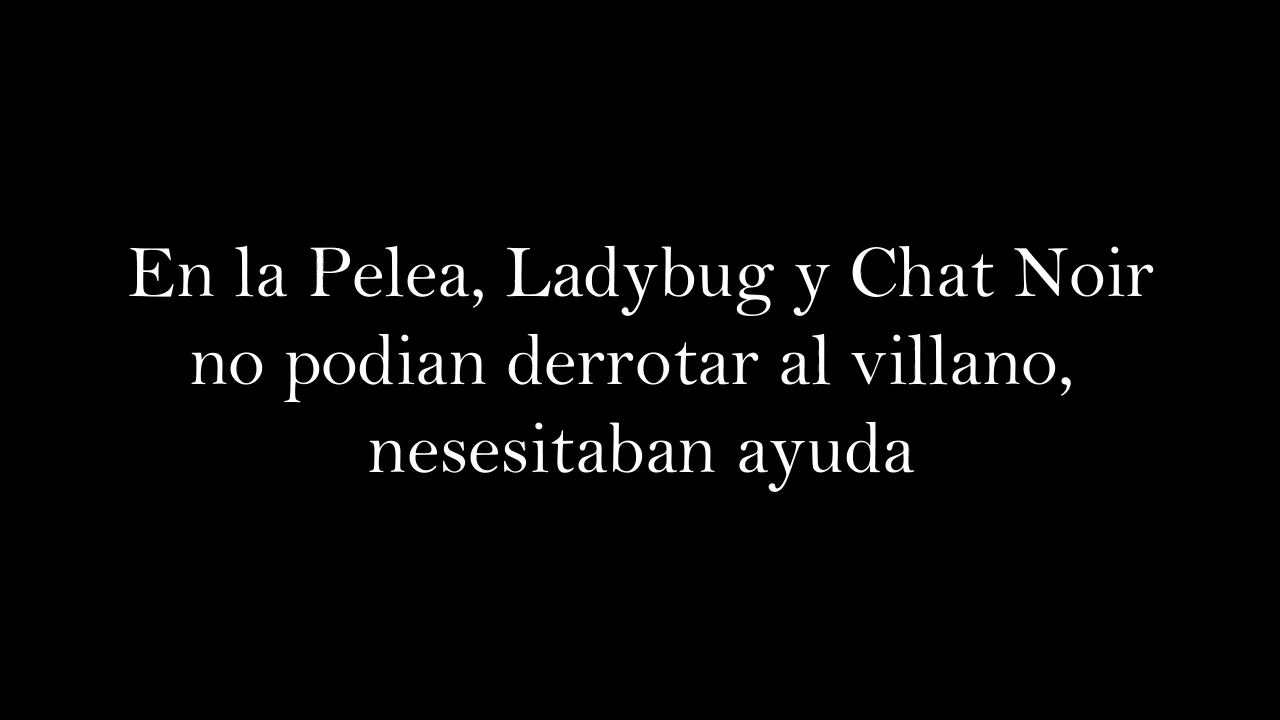 En la Pelea, Ladybug y Chat Noir
no podian derrotar al villano,
nesesitaban ayuda